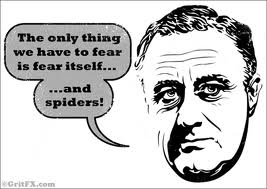 The only thing
we have to fear
is fear itself...
...and
spiders!
©GritFX.com